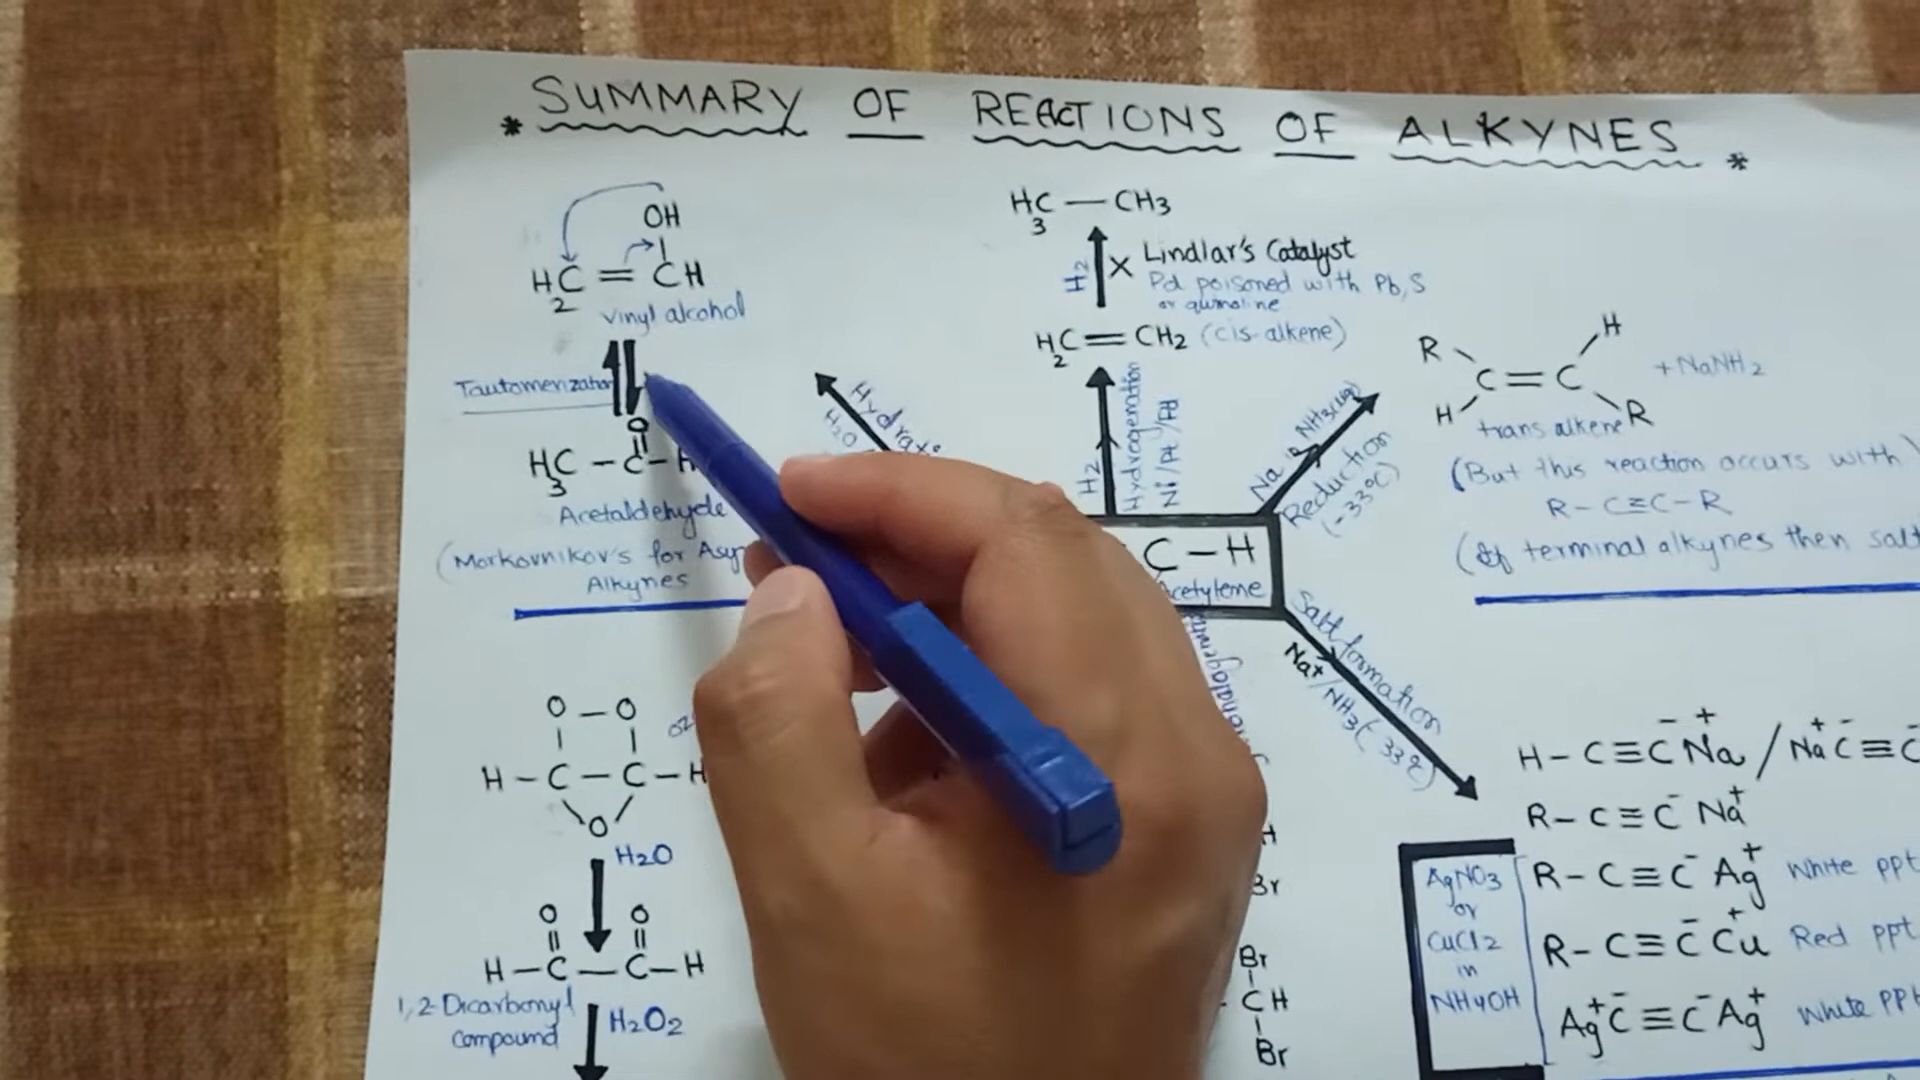 * SUMMARY OF REACTIONS OF ALKYNES *
OH
H2C = CH
vinyl alcohol
Tautomerization
O
H3C - C - H
Acetaldehyde
(Morkovnikov's for
Alkynes
O - O
H - C - C - H
O
H2O
O O
H - C - C - H
1,2-Dicarbonyl
Compound
H2O2
H3C - CH3
H2 X Lindlar's Catalyst
Pd poisoned with Pb, S
or qumoline
H2C = CH2 (cis-alkene)
H2
Hydrogenation
Ni / Pt / Pd
H2O
C - H
Acetylene
Na in NH3(liq)
Reduction
(-33°C)
R H
C = C + NaNH2
H R
trans alkene
(But this reaction occurs with
R - C≡C - R
(If terminal alkynes then salt
Salt formation
Na+/NH3(-33°C)
H - C≡C- Na+ / Na+ C-≡C-
R - C≡C- Na+
AgNO3
or
CuCl2
in
NH4OH
R - C≡C- Ag+ White ppt
R - C≡C- Cu+ Red ppt
Ag+ C-≡C- Ag+ White ppt
H
Br
Br
CH
Br